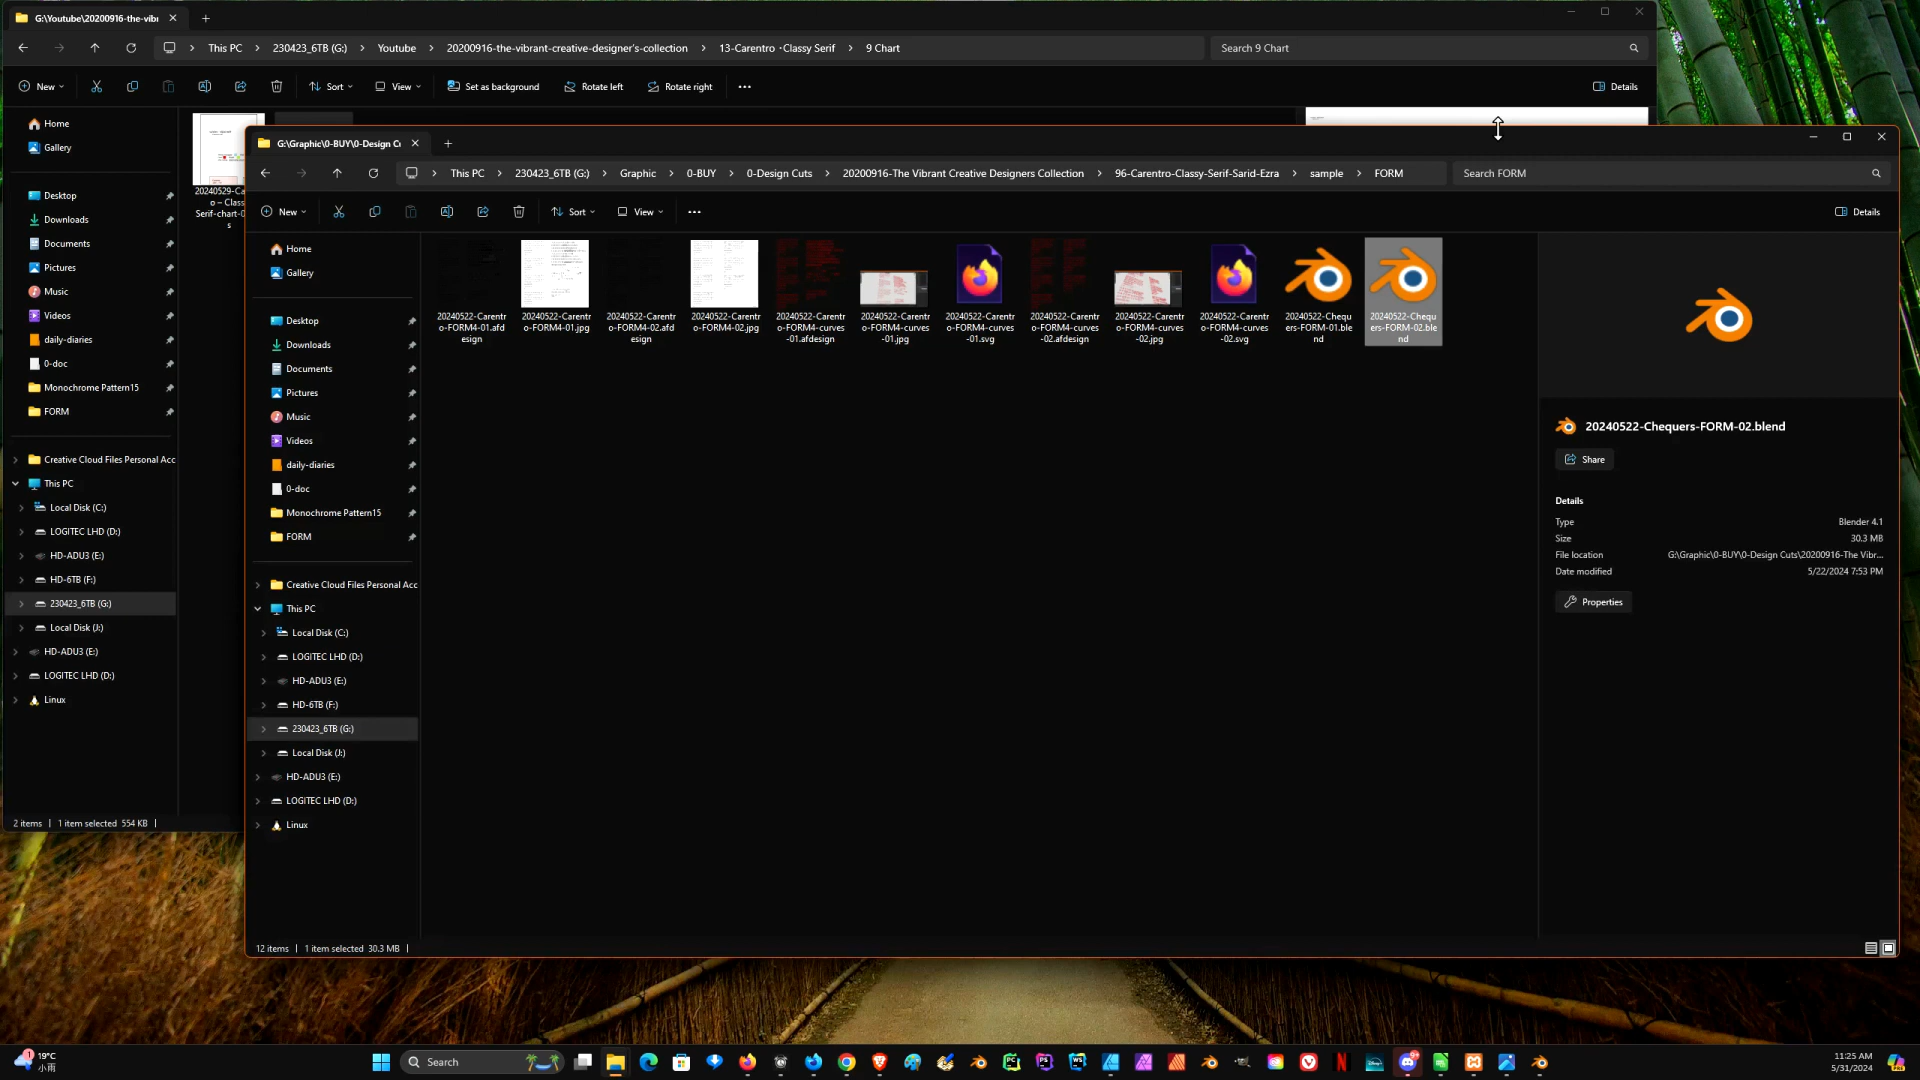 G:\Youtube\20200916-the-vibr
This PC > 230423_6TB (G:) > Youtube > 20200916-the-vibrant-creative-designer's-collection > 13-Carentro・Classy Serif > 9 Chart
Search 9 Chart
New
Sort
View
Set as background
Rotate left
Rotate right
Details
Home
Gallery
Desktop
Downloads
Documents
Pictures
Music
Videos
daily-diaries
0-doc
Monochrome Pattern15
FORM
Creative Cloud Files Personal Acc
This PC
Local Disk (C:)
LOGITEC LHD (D:)
HD-ADU3 (E:)
HD-6TB (F:)
230423_6TB (G:)
Local Disk (J:)
HD-ADU3 (E:)
LOGITEC LHD (D:)
Linux
2 items
1 item selected 554 KB
20240529-Ca
o – Class
Serif-chart-0
s
G:\Graphic\0-BUY\0-Design Cu
This PC > 230423_6TB (G:) > Graphic > 0-BUY > 0-Design Cuts > 20200916-The Vibrant Creative Designers Collection > 96-Carentro-Classy-Serif-Sarid-Ezra > sample > FORM
Search FORM
New
Sort
View
Details
Home
Gallery
Desktop
Downloads
Documents
Pictures
Music
Videos
daily-diaries
0-doc
Monochrome Pattern15
FORM
Creative Cloud Files Personal Acc
This PC
Local Disk (C:)
LOGITEC LHD (D:)
HD-ADU3 (E:)
HD-6TB (F:)
230423_6TB (G:)
Local Disk (J:)
HD-ADU3 (E:)
LOGITEC LHD (D:)
Linux
20240522-Carentr
o-FORM4-01.afd
esign
20240522-Carentr
o-FORM4-01.jpg
20240522-Carentr
o-FORM4-02.afd
esign
20240522-Carentr
o-FORM4-02.jpg
20240522-Carentr
o-FORM4-curves
-01.afdesign
20240522-Carentr
o-FORM4-curves
-01.jpg
20240522-Carentr
o-FORM4-curves
-01.svg
20240522-Carentr
o-FORM4-curves
-02.afdesign
20240522-Carentr
o-FORM4-curves
-02.jpg
20240522-Carentr
o-FORM4-curves
-02.svg
20240522-Chequ
ers-FORM-01.ble
nd
20240522-Chequ
ers-FORM-02.ble
nd
20240522-Chequers-FORM-02.blend
Share
Details
Type Blender 4.1
Size 30.3 MB
File location G:\Graphic\0-BUY\0-Design Cuts\20200916-The Vibr...
Date modified 5/22/2024 7:53 PM
Properties
12 items
1 item selected 30.3 MB
19°C
小雨
Search
11:25 AM
5/31/2024